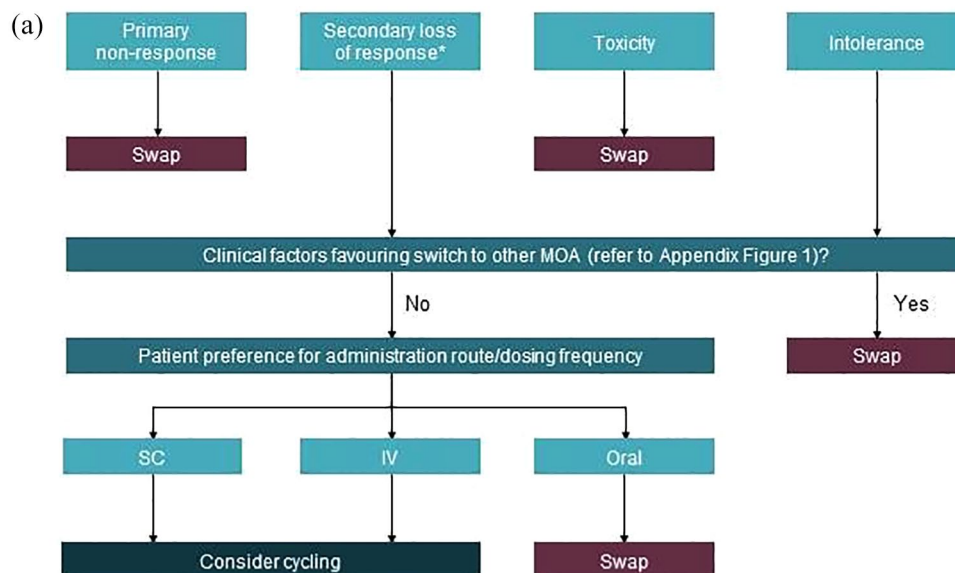 (a)
Primary
non-response
Secondary loss
of response*
Toxicity
Intolerance
Swap
Swap
Clinical factors favouring switch to other MOA (refer to Appendix Figure 1)?
No
Yes
Patient preference for administration route/dosing frequency
Swap
SC
IV
Oral
Consider cycling
Swap